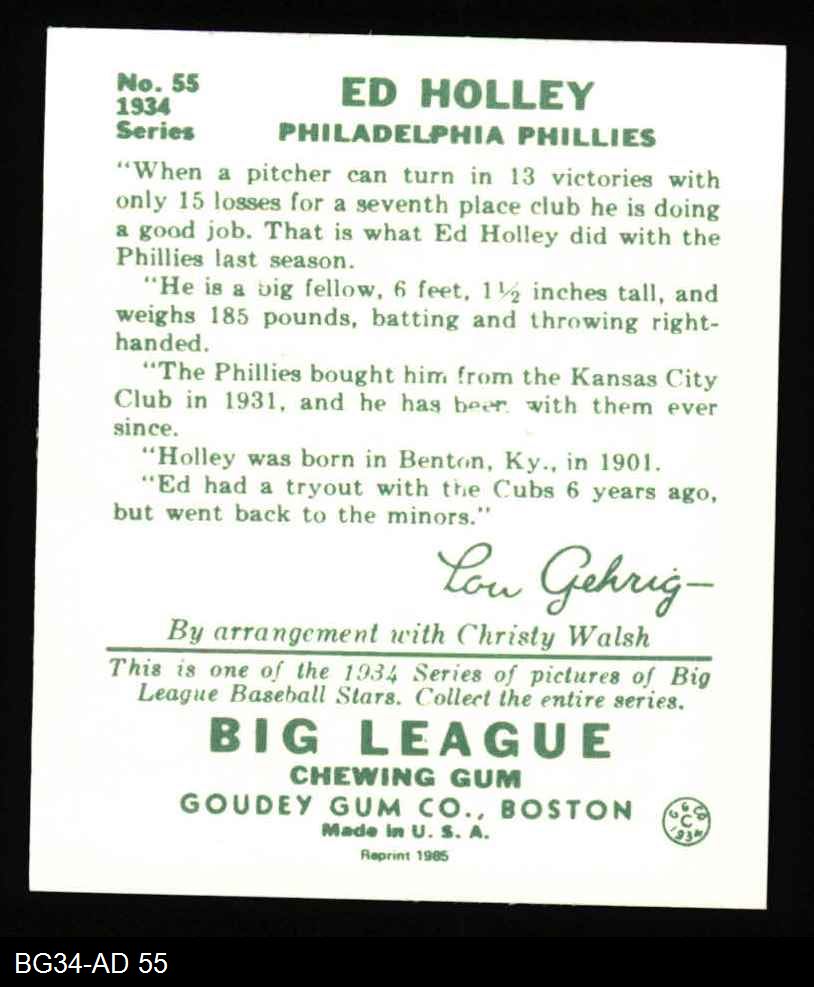 No. 55
1934
Series
ED HOLLEY
PHILADELPHIA PHILLIES
"When a pitcher can turn in 13 victories with
only 15 losses for a seventh place club he is doing
a good job. That is what Ed Holley did with the
Phillies last season.
"He is a big fellow, 6 feet, 1½ inches tall, and
weighs 185 pounds, batting and throwing right-
handed.
"The Phillies bought him from the Kansas City
Club in 1931, and he has been with them ever
since.
"Holley was born in Benton, Ky., in 1901.
"Ed had a tryout with the Cubs 6 years ago,
but went back to the minors."
Lou Gehrig
By arrangement with Christy Walsh
This is one of the 1934 Series of pictures of Big
League Baseball Stars. Collect the entire series.
BIG LEAGUE
CHEWING GUM
GOUDEY GUM CO., BOSTON
Made in U. S. A.
Reprint 1985
G G CO
C
1934
BG34-AD 55